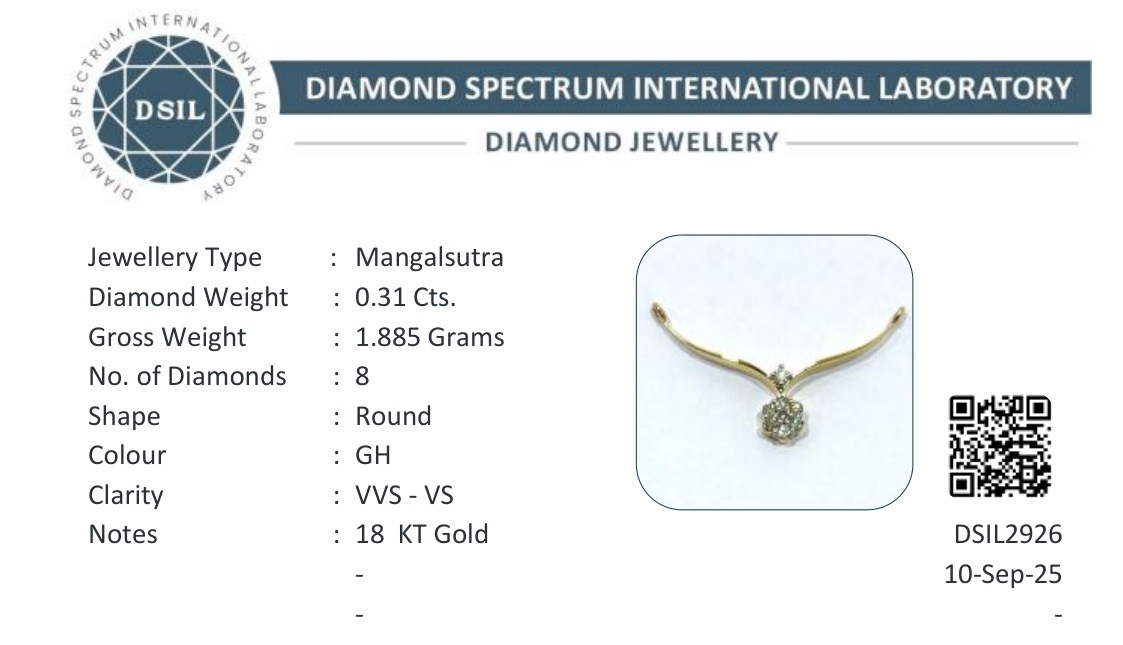 DIAMOND SPECTRUM INTERNATIONAL LABORATORY
DSIL
DIAMOND SPECTRUM INTERNATIONAL LABORATORY
DIAMOND JEWELLERY
Jewellery Type : Mangalsutra
Diamond Weight : 0.31 Cts.
Gross Weight : 1.885 Grams
No. of Diamonds : 8
Shape : Round
Colour : GH
Clarity : VVS - VS
Notes : 18 KT Gold
-
-
DSIL2926
10-Sep-25
-